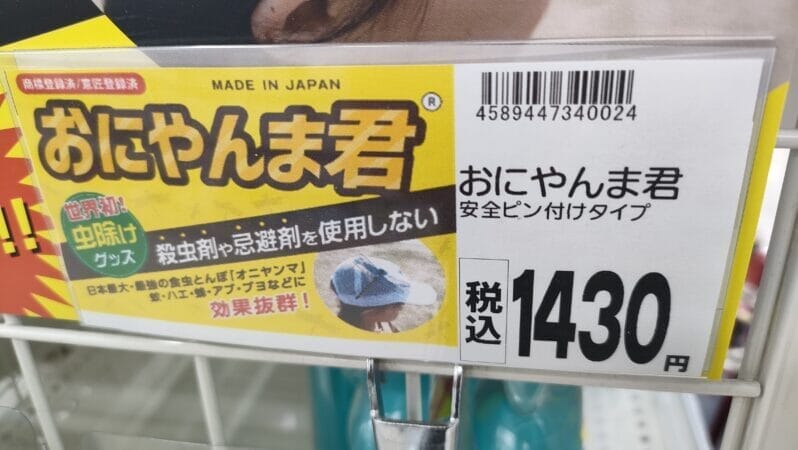 商標登録済/意匠登録済
MADE IN JAPAN
おにやんま君®
世界初!
虫除け
グッズ
殺虫剤や忌避剤を使用しない
日本最大・最強の食虫とんぼ「オニヤンマ」
蚊・ハエ・蜂・アブ・ブヨなどに
効果抜群!
!!
4589447340024
おにやんま君
安全ピン付けタイプ
税込
1430円